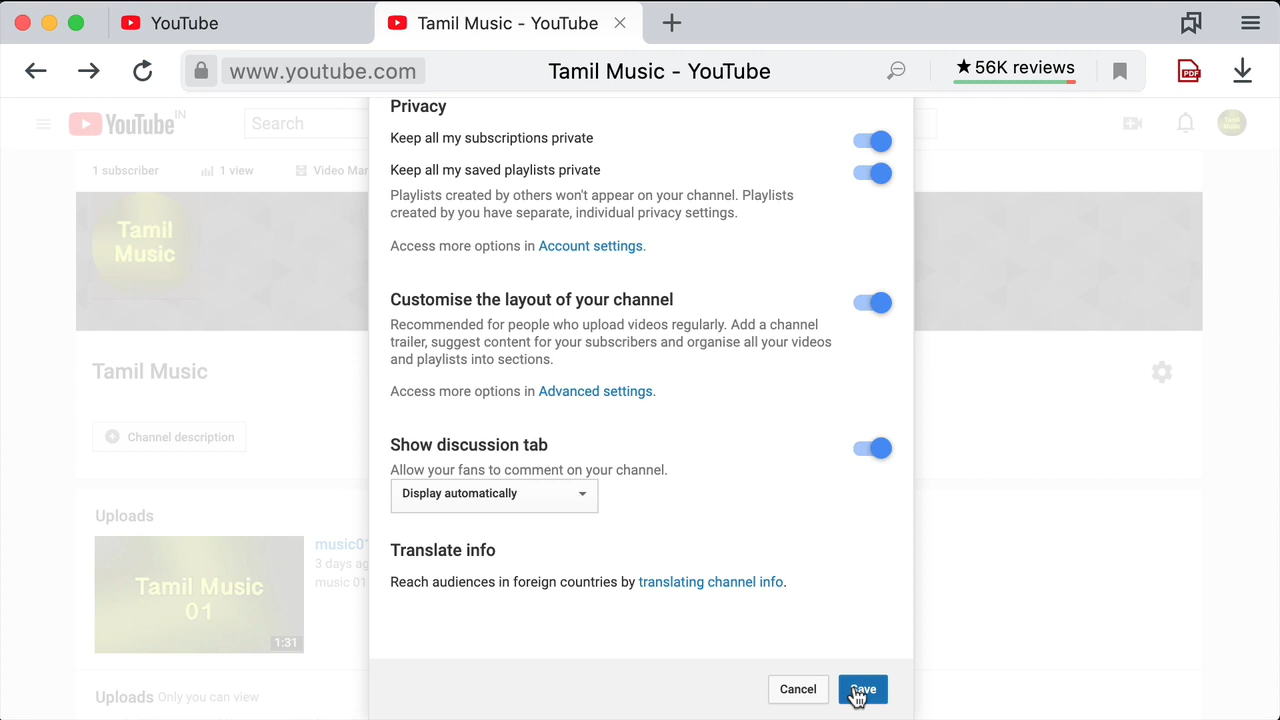 YouTube
Tamil Music - YouTube
www.youtube.com
Tamil Music - YouTube
★56K reviews
PDF
YouTube IN
Search
Tamil Music
1 subscriber
1 view
Tamil
Music
Tamil Music
Channel description
Uploads
Tamil Music
01
1:31
music01
3 days
music 01
Uploads Only you can view
Privacy
Keep all my subscriptions private
Keep all my saved playlists private
Playlists created by others won't appear on your channel. Playlists
created by you have separate, individual privacy settings.
Access more options in Account settings.
Customise the layout of your channel
Recommended for people who upload videos regularly. Add a channel
trailer, suggest content for your subscribers and organise all your videos
and playlists into sections.
Access more options in Advanced settings.
Show discussion tab
Allow your fans to comment on your channel.
Display automatically
Translate info
Reach audiences in foreign countries by translating channel info.
Cancel
Save